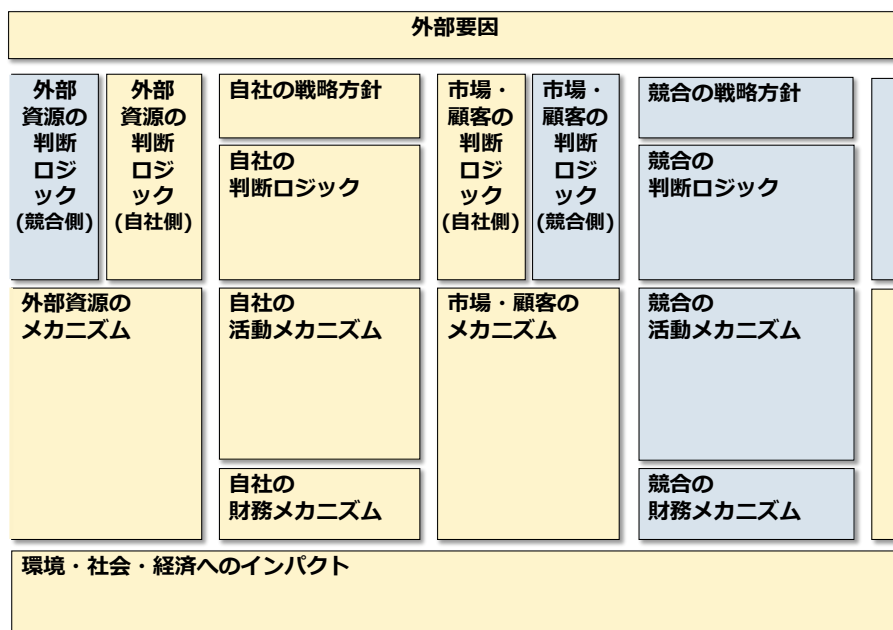 外部要因
外部
資源の
判断
ロジ
ック
(競合側)
外部
資源の
判断
ロジ
ック
(自社側)
自社の戦略方針
自社の
判断ロジック
市場・
顧客の
判断
ロジ
ック
(自社側)
市場・
顧客の
判断
ロジ
ック
(競合側)
競合の戦略方針
競合の
判断ロジック
外部資源の
メカニズム
自社の
活動メカニズム
自社の
財務メカニズム
市場・顧客の
メカニズム
競合の
活動メカニズム
競合の
財務メカニズム
環境・社会・経済へのインパクト